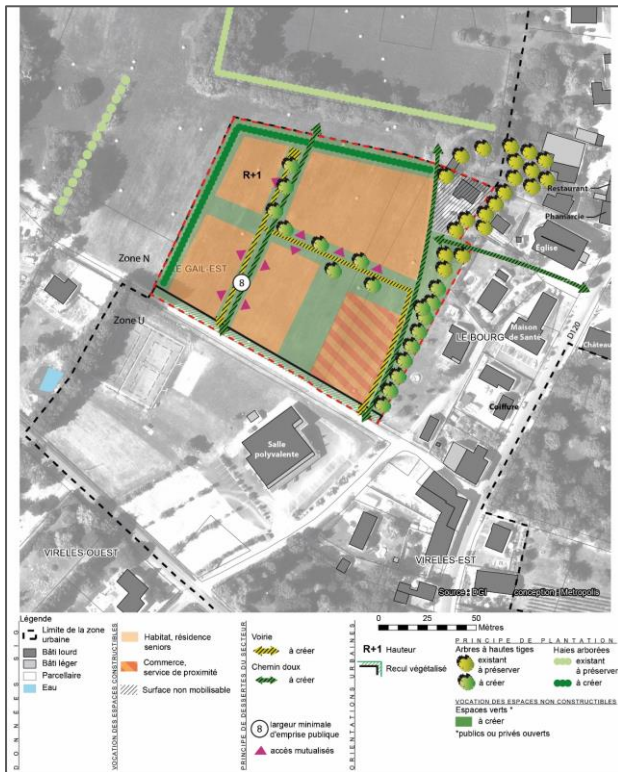 R+1
Restaurant
Phamarcie
Église
Zone N
LE GAIL-EST
8
Zone U
LE BOURG
Maison
de Santé
D120
Château
Coiffure
Salle
polyvalente
VIRELES-OUEST
VIRELES-EST
Source : DGI conception : Metropolis
Légende
DONNEES
Limite de la zone
urbaine
Bâti lourd
Bâti léger
Parcellaire
Eau
VOCATION DES ESPACES CONSTRUCTIBLES
Habitat, résidence
seniors
Commerce,
service de proximité
Surface non mobilisable
PRINCIPE DE DESSERTES DU SECTEUR
Voirie
à créer
Chemin doux
à créer
8
largeur minimale
d'emprise publique
accès mutualisés
ORIENTATIONS URBAINES
0 25 50
Mètres
R+1 Hauteur
Recul végétalisé
PRINCIPE DE PLANTATION
Arbres à hautes tiges
existant
à préserver
à créer
Haies arborées
existant
à préserver
à créer
VOCATION DES ESPACES NON CONSTRUCTIBLES
Espaces verts *
à créer
*publics ou privés ouverts